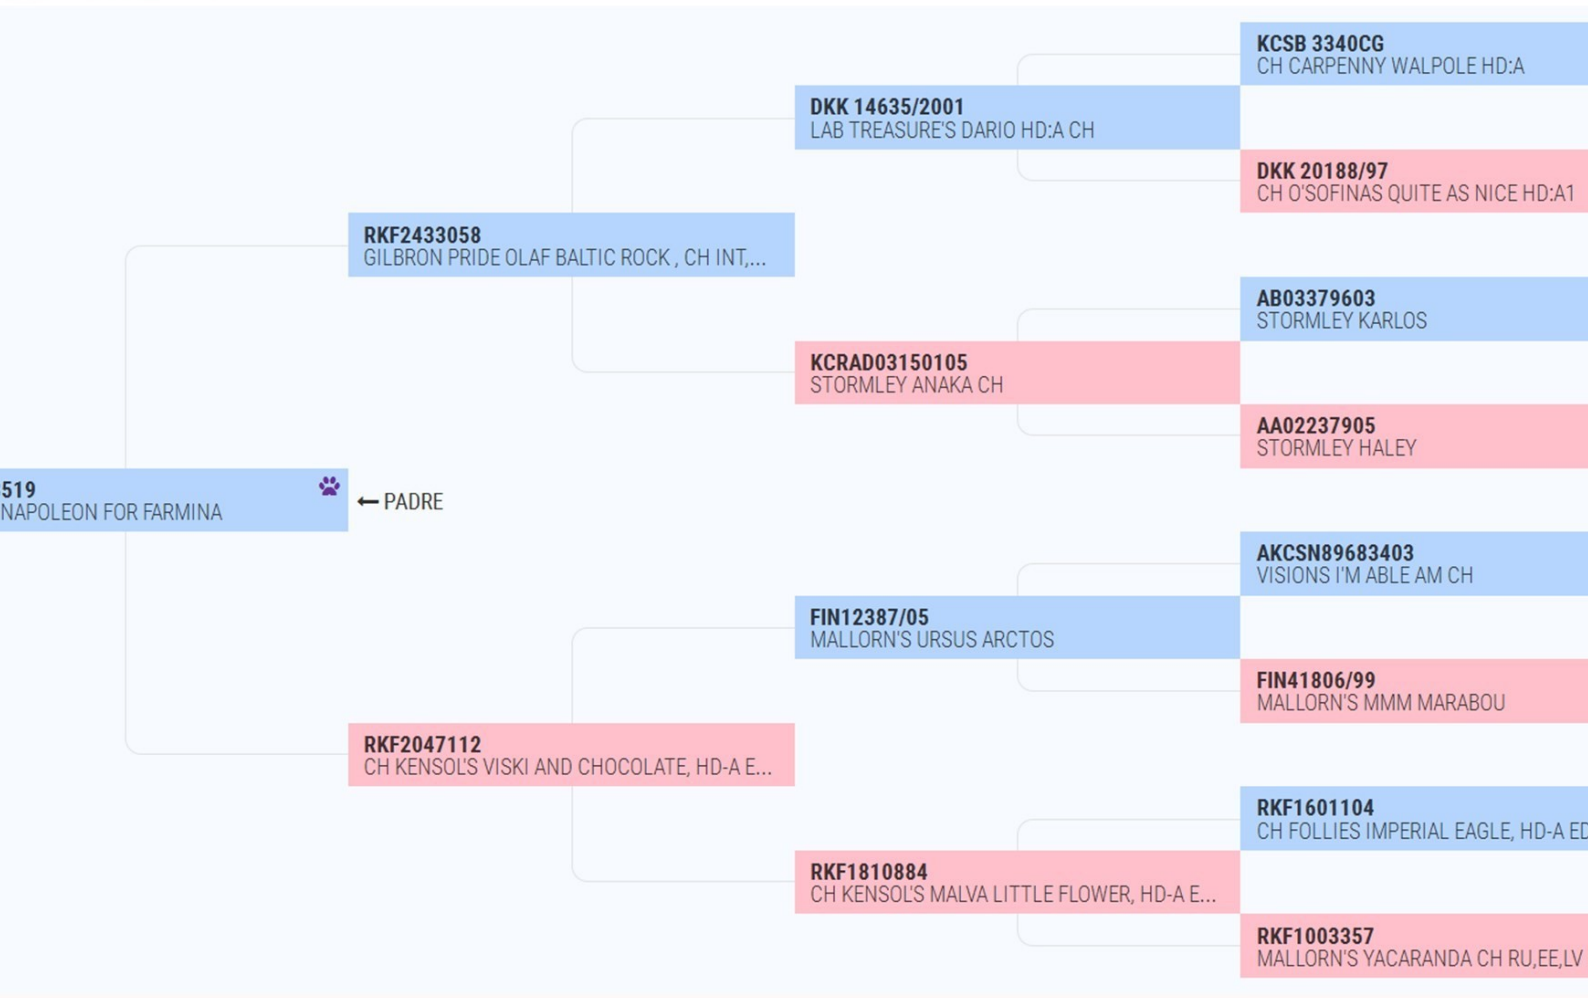 KCSB 3340CG
CH CARPENNY WALPOLE HD:A
DKK 14635/2001
LAB TREASURE'S DARIO HD:A CH
DKK 20188/97
CH O'SOFINAS QUITE AS NICE HD:A1
RKF2433058
GILBRON PRIDE OLAF BALTIC ROCK , CH INT,...
AB03379603
STORMLEY KARLOS
KCRAD03150105
STORMLEY ANAKA CH
AA02237905
STORMLEY HALEY
519
NAPOLEON FOR FARMINA
← PADRE
AKCSN89683403
VISIONS I'M ABLE AM CH
FIN12387/05
MALLORN'S URSUS ARCTOS
FIN41806/99
MALLORN'S MMM MARABOU
RKF2047112
CH KENSOL'S VISKI AND CHOCOLATE, HD-A E...
RKF1601104
CH FOLLIES IMPERIAL EAGLE, HD-A ED
RKF1810884
CH KENSOL'S MALVA LITTLE FLOWER, HD-A E...
RKF1003357
MALLORN'S YACARANDA CH RU,EE,LV